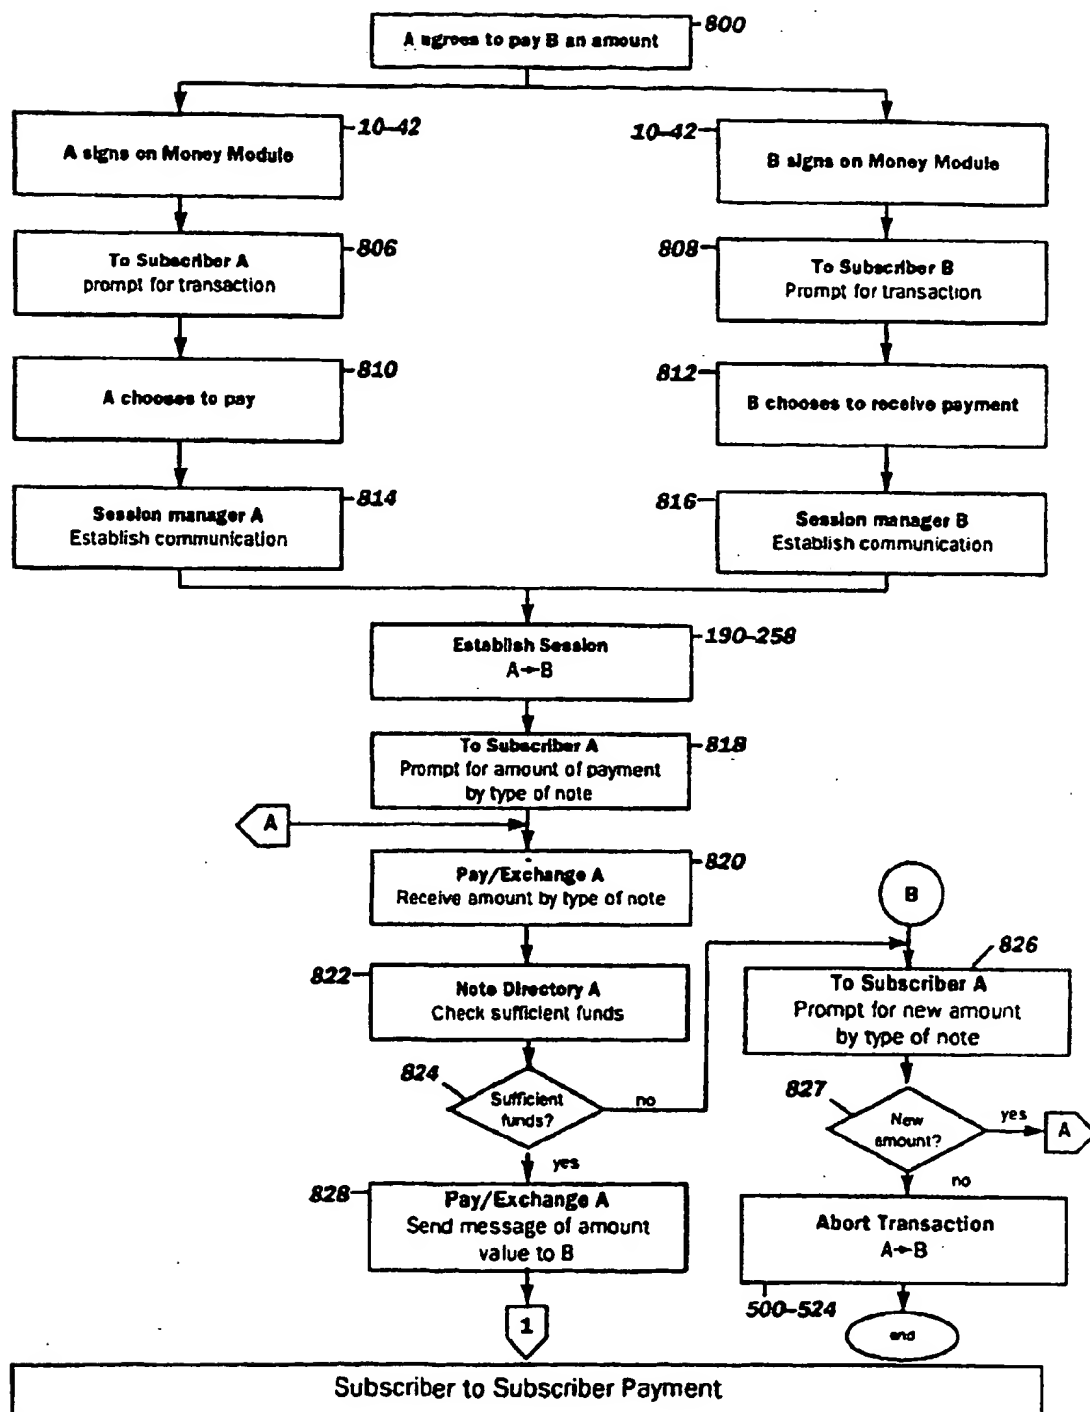 A agrees to pay B an amount
800
A signs on Money Module
10-42
10-42
B signs on Money Module
To Subscriber A
prompt for transaction
806
808
To Subscriber B
Prompt for transaction
A chooses to pay
810
812
B chooses to receive payment
Session manager A
Establish communication
814
816
Session manager B
Establish communication
Establish Session
A→B
190-258
To Subscriber A
Prompt for amount of payment
by type of note
818
A
Pay/Exchange A
Receive amount by type of note
820
B
822
Note Directory A
Check sufficient funds
826
To Subscriber A
Prompt for new amount
by type of note
824
Sufficient
funds?
no
yes
827
New
amount?
yes
A
no
828
Pay/Exchange A
Send message of amount
value to B
Abort Transaction
A→B
500-524
1
end
Subscriber to Subscriber Payment